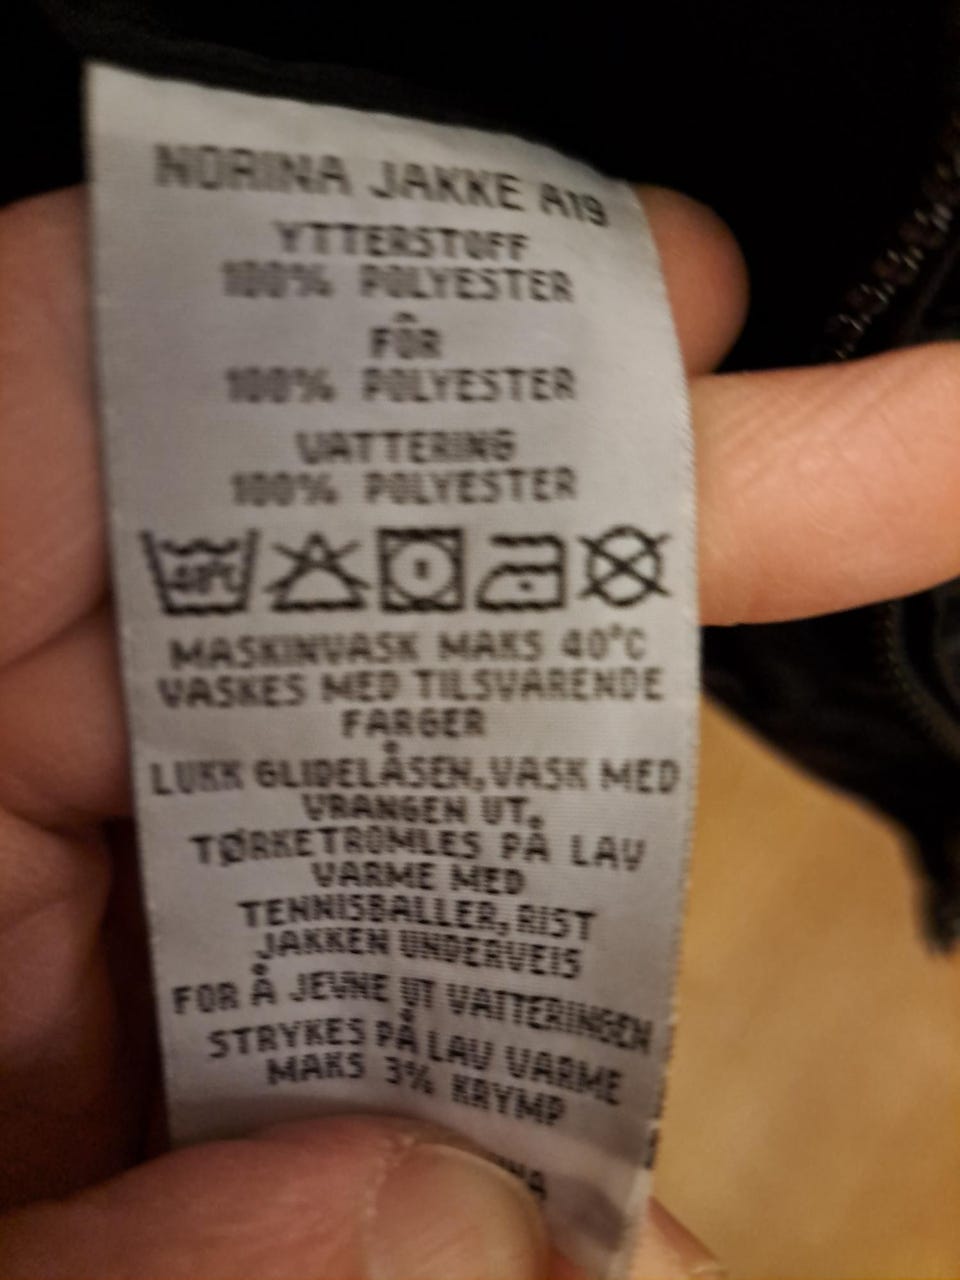 NORINA JAKKE A19
YTTERSTOFF
100% POLYESTER
FÔR
100% POLYESTER
VATTERING
100% POLYESTER
40°C
MASKINVASK MAKS 40°C
VASKES MED TILSVARENDE
FARGER
LUKK GLIDELÅSEN, VASK MED
VRANGEN UT.
TØRKETROMLES PÅ LAV
VARME MED
TENNISBALLER, RIST
JAKKEN UNDERVEIS
FOR Å JEVNE UT VATTERINGEN
STRYKES PÅ LAV VARME
MAKS 3% KRYMP